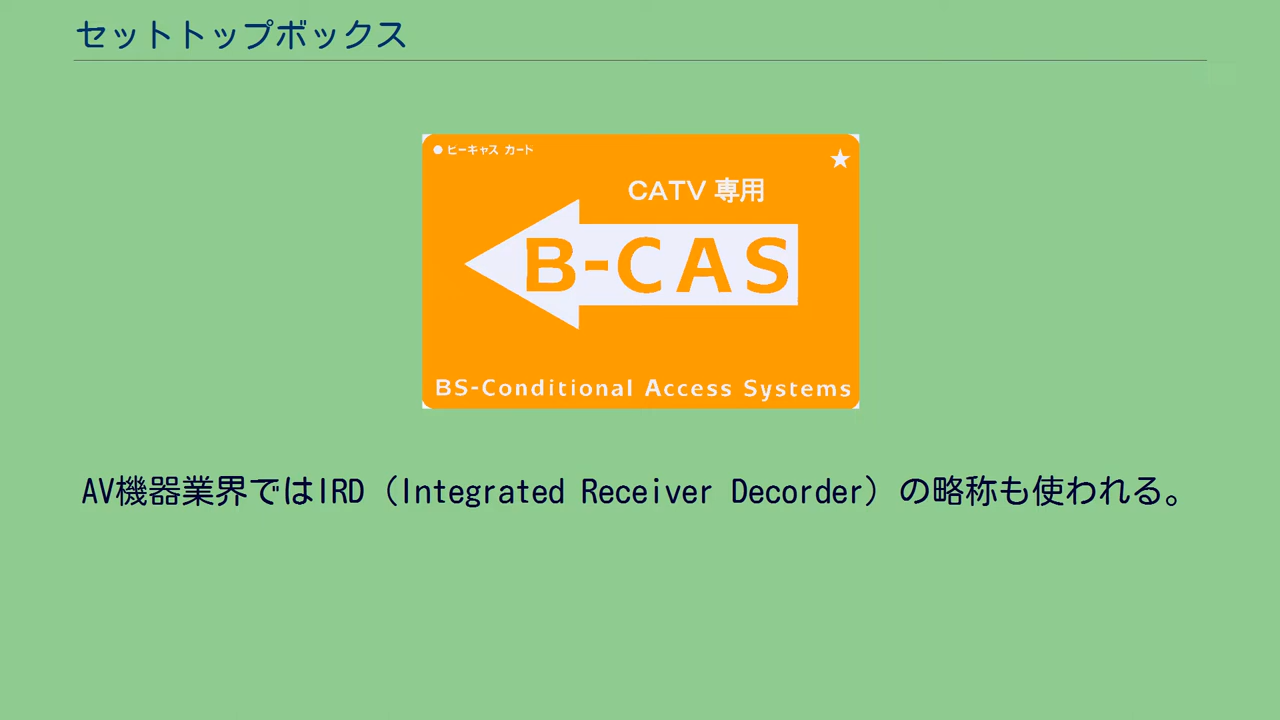 セットトップボックス
●ビーキャス カード
★
CATV 専用
B-CAS
BS-Conditional Access Systems
AV機器業界ではIRD（Integrated Receiver Decorder）の略称も使われる。